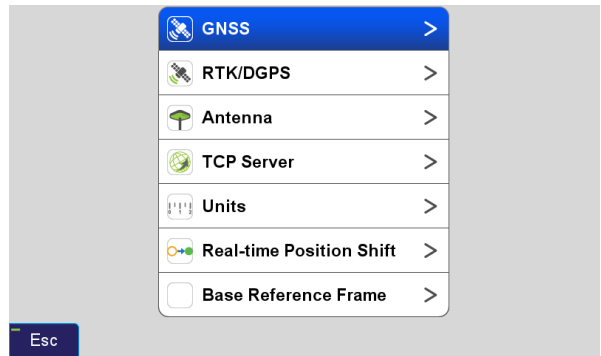 GNSS >
RTK/DGPS >
Antenna >
TCP Server >
Units >
Real-time Position Shift >
Base Reference Frame >
Esc